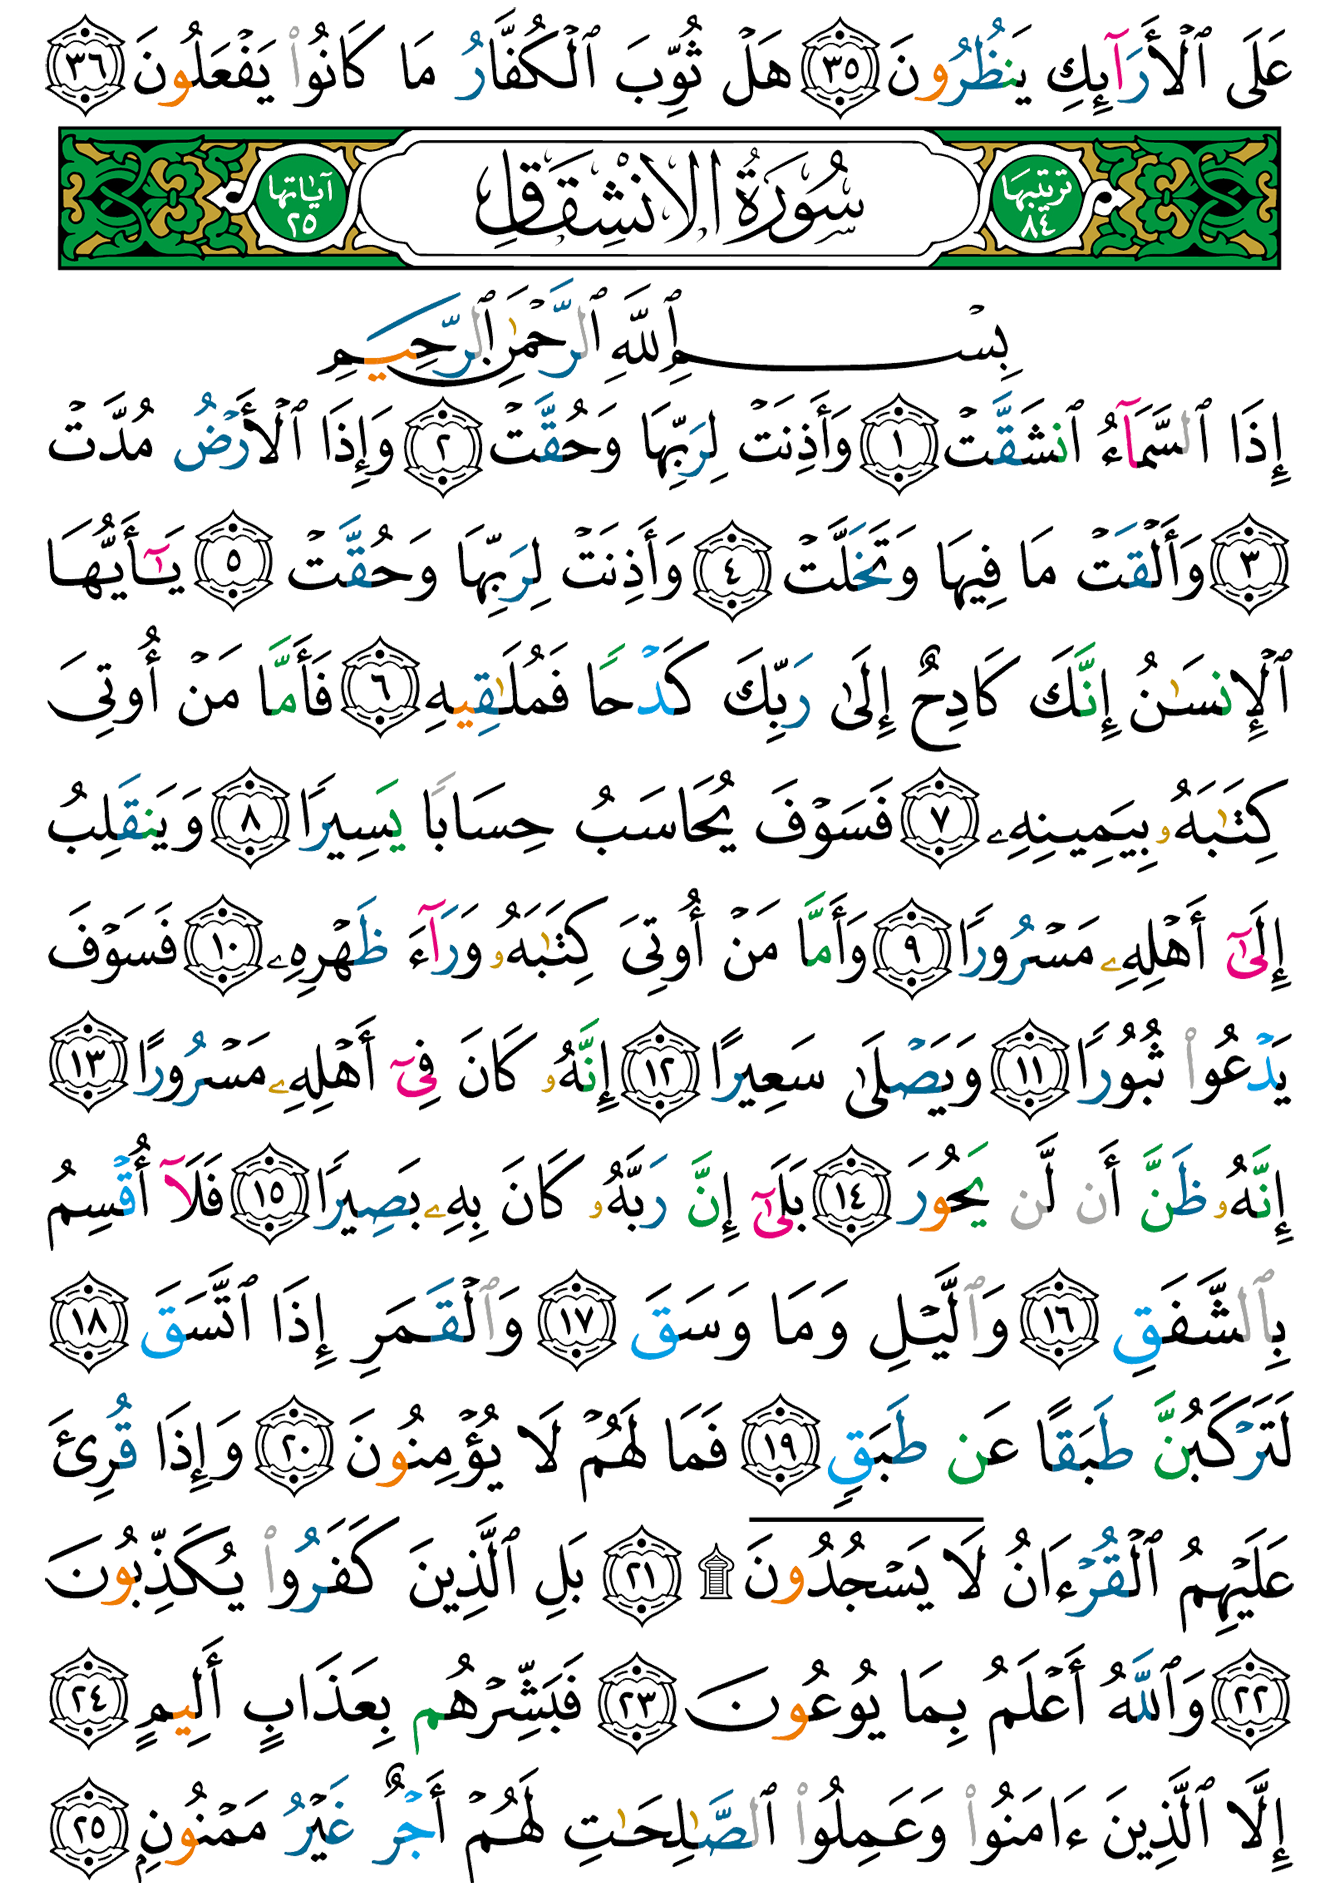 عَلَى ٱلْأَرَآئِكِ يَنظُرُونَ ٣٥ هَلْ ثُوِّبَ ٱلْكُفَّارُ مَا كَانُوا۟ يَفْعَلُونَ ٣٦
ترتيبها ٨٤ سُورَةُ الانْشِقَاقِ آياتها ٢٥
بِسْمِ ٱللَّهِ ٱلرَّحْمَٰنِ ٱلرَّحِيمِ
إِذَا ٱلسَّمَآءُ ٱنشَقَّتْ ١ وَأَذِنَتْ لِرَبِّهَا وَحُقَّتْ ٢ وَإِذَا ٱلْأَرْضُ مُدَّتْ
٣ وَأَلْقَتْ مَا فِيهَا وَتَخَلَّتْ ٤ وَأَذِنَتْ لِرَبِّهَا وَحُقَّتْ ٥ يَـٰٓأَيُّهَا
ٱلْإِنسَـٰنُ إِنَّكَ كَادِحٌ إِلَىٰ رَبِّكَ كَدْحًا فَمُلَـٰقِيهِ ٦ فَأَمَّا مَنْ أُوتِىَ
كِتَـٰبَهُۥ بِيَمِينِهِۦ ٧ فَسَوْفَ يُحَاسَبُ حِسَابًا يَسِيرًا ٨ وَيَنقَلِبُ
إِلَىٰٓ أَهْلِهِۦ مَسْرُورًا ٩ وَأَمَّا مَنْ أُوتِىَ كِتَـٰبَهُۥ وَرَآءَ ظَهْرِهِۦ ١٠ فَسَوْفَ
يَدْعُوا۟ ثُبُورًا ١١ وَيَصْلَىٰ سَعِيرًا ١٢ إِنَّهُۥ كَانَ فِىٓ أَهْلِهِۦ مَسْرُورًا ١٣
إِنَّهُۥ ظَنَّ أَن لَّن يَحُورَ ١٤ بَلَىٰٓ إِنَّ رَبَّهُۥ كَانَ بِهِۦ بَصِيرًا ١٥ فَلَآ أُقْسِمُ
بِٱلشَّفَقِ ١٦ وَٱلَّيْلِ وَمَا وَسَقَ ١٧ وَٱلْقَمَرِ إِذَا ٱتَّسَقَ ١٨
لَتَرْكَبُنَّ طَبَقًا عَن طَبَقٍ ١٩ فَمَا لَهُمْ لَا يُؤْمِنُونَ ٢٠ وَإِذَا قُرِئَ
عَلَيْهِمُ ٱلْقُرْءَانُ لَا يَسْجُدُونَ ۩ ٢١ بَلِ ٱلَّذِينَ كَفَرُوا۟ يُكَذِّبُونَ
٢٢ وَٱللَّهُ أَعْلَمُ بِمَا يُوعُونَ ٢٣ فَبَشِّرْهُم بِعَذَابٍ أَلِيمٍ ٢٤
إِلَّا ٱلَّذِينَ ءَامَنُوا۟ وَعَمِلُوا۟ ٱلصَّـٰلِحَـٰتِ لَهُمْ أَجْرٌ غَيْرُ مَمْنُونٍۭ ٢٥